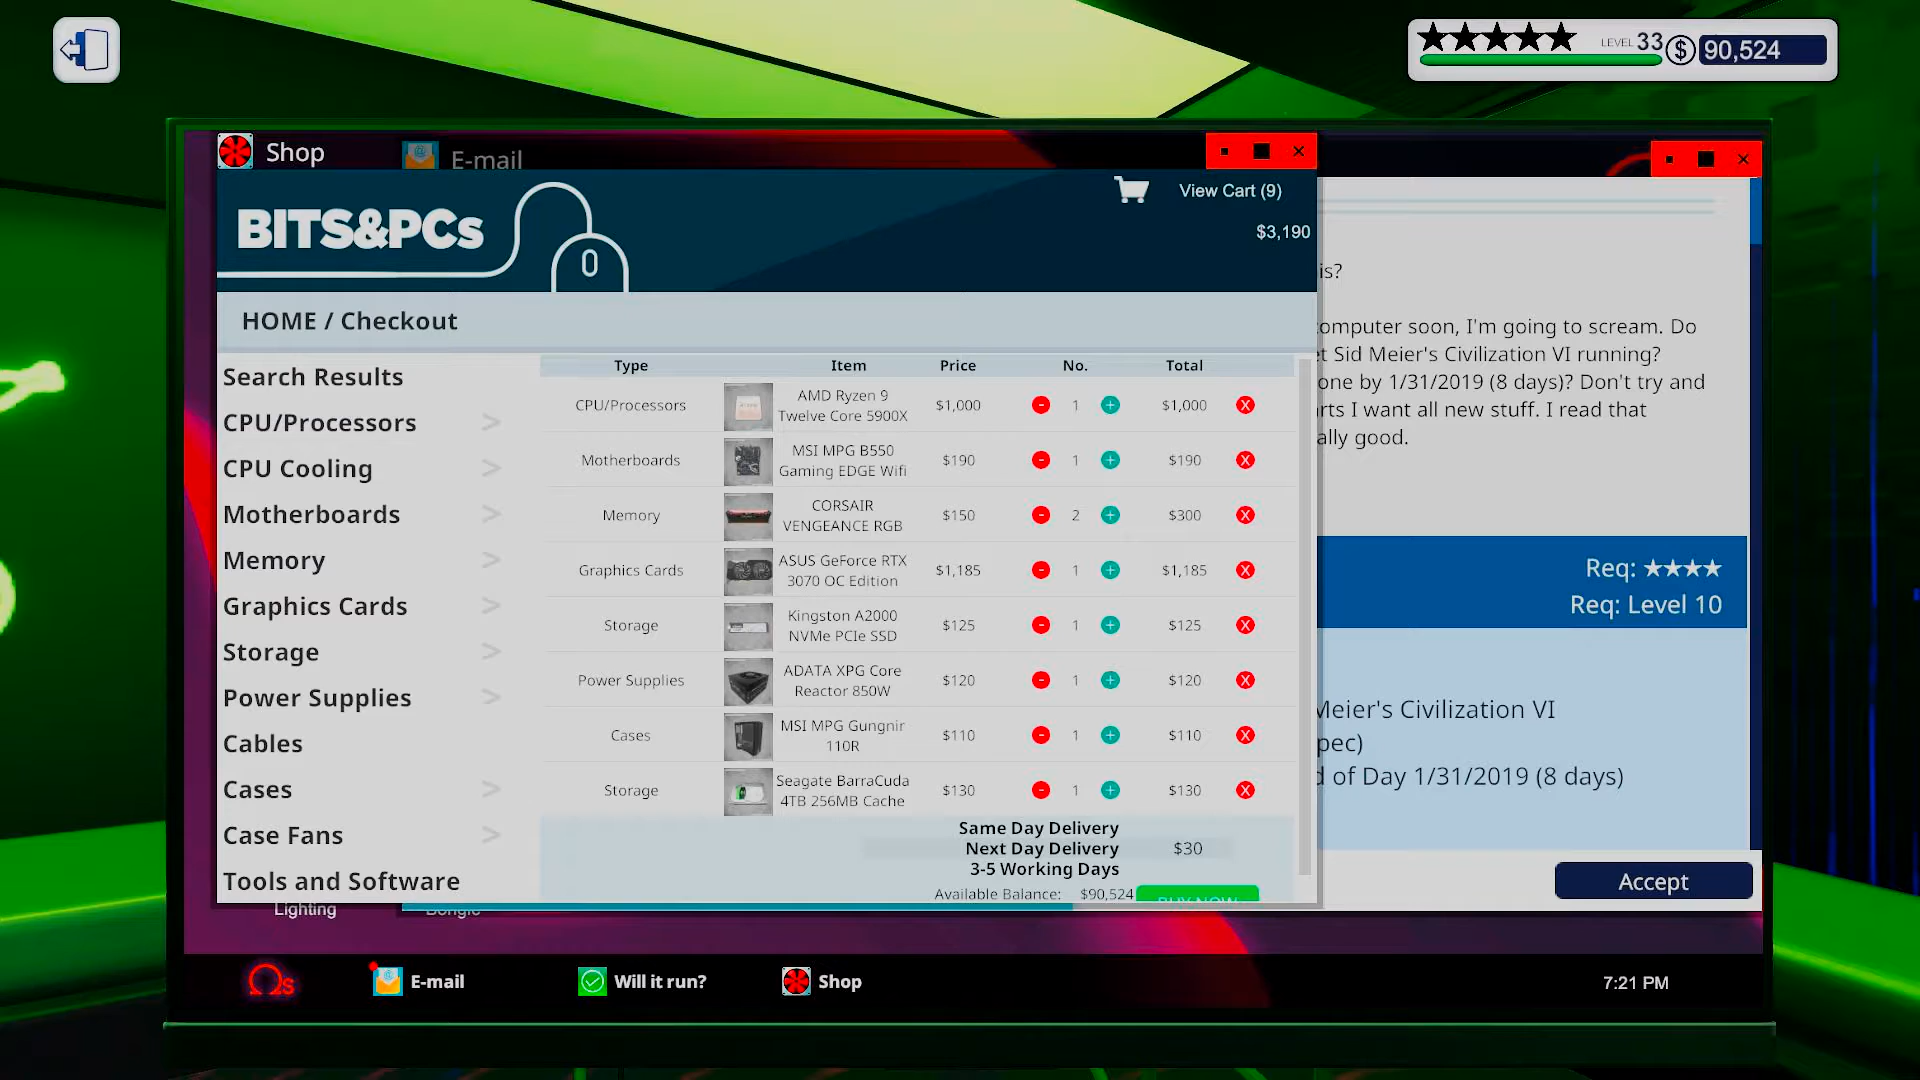 LEVEL 33
$ 90,524
Shop
E-mail
BITS&PCs
View Cart (9)
$3,190
HOME / Checkout
Search Results
CPU/Processors >
CPU Cooling >
Motherboards >
Memory >
Graphics Cards >
Storage >
Power Supplies >
Cables
Cases >
Case Fans >
Tools and Software
Lighting
Type Item Price No. Total
CPU/Processors AMD Ryzen 9 Twelve Core 5900X $1,000 - 1 + $1,000 X
Motherboards MSI MPG B550 Gaming EDGE Wifi $190 - 1 + $190 X
Memory CORSAIR VENGEANCE RGB $150 - 2 + $300 X
Graphics Cards ASUS GeForce RTX 3070 OC Edition $1,185 - 1 + $1,185 X
Storage Kingston A2000 NVMe PCIe SSD $125 - 1 + $125 X
Power Supplies ADATA XPG Core Reactor 850W $120 - 1 + $120 X
Cases MSI MPG Gungnir 110R $110 - 1 + $110 X
Storage Seagate BarraCuda 4TB 256MB Cache $130 - 1 + $130 X
Same Day Delivery
Next Day Delivery $30
3-5 Working Days
Available Balance: $90,524 BUY NOW
is?
computer soon, I'm going to scream. Do
et Sid Meier's Civilization VI running?
one by 1/31/2019 (8 days)? Don't try and
arts I want all new stuff. I read that
ally good.
Req: ★★★★
Req: Level 10
Meier's Civilization VI
pec)
d of Day 1/31/2019 (8 days)
Accept
Ωs
E-mail
Will it run?
Shop
7:21 PM